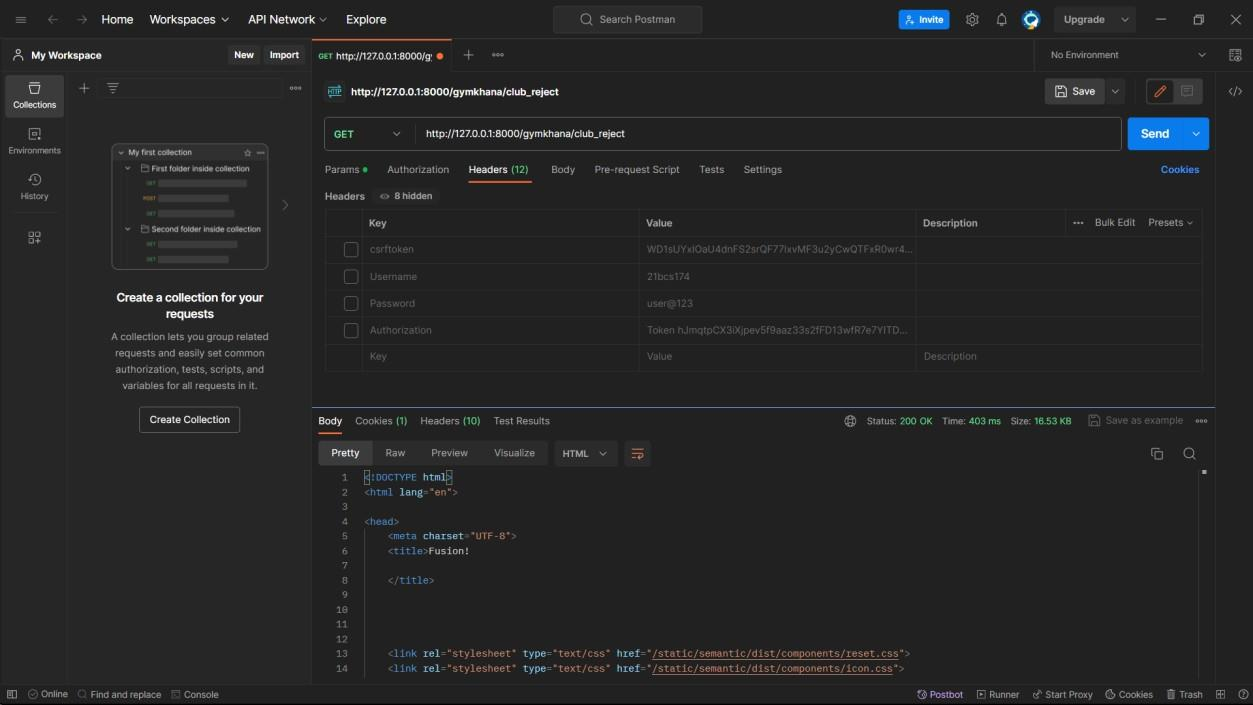 Home Workspaces API Network Explore Search Postman Invite Upgrade
My Workspace New Import GET http://127.0.0.1:8000/gy No Environment
Collections
Environments
History
My first collection
First folder inside collection
GET
POST
GET
Second folder inside collection
GET
GET
Create a collection for your
requests
A collection lets you group related
requests and easily set common
authorization, tests, scripts, and
variables for all requests in it.
Create Collection
HTTP http://127.0.0.1:8000/gymkhana/club_reject Save
GET http://127.0.0.1:8000/gymkhana/club_reject Send
Params Authorization Headers (12) Body Pre-request Script Tests Settings Cookies
Headers 8 hidden
Key Value Description Bulk Edit Presets
csrftoken WD1sUYxIOaU4dnFS2srQF77lxvMF3u2yCwQTFxR0wr4...
Username 21bcs174
Password user@123
Authorization Token hJmqtpCX3iXjpev5f9aaz33s2fFD13wfR7e7YITD...
Key Value Description
Body Cookies (1) Headers (10) Test Results Status: 200 OK Time: 403 ms Size: 16.53 KB Save as example
Pretty Raw Preview Visualize HTML
1 <!DOCTYPE html>
2 <html lang="en">
3
4 <head>
5 <meta charset="UTF-8">
6 <title>Fusion!
7
8 </title>
9
10
11
12
13 <link rel="stylesheet" type="text/css" href="/static/semantic/dist/components/reset.css">
14 <link rel="stylesheet" type="text/css" href="/static/semantic/dist/components/icon.css">
Online Find and replace Console Postbot Runner Start Proxy Cookies Trash